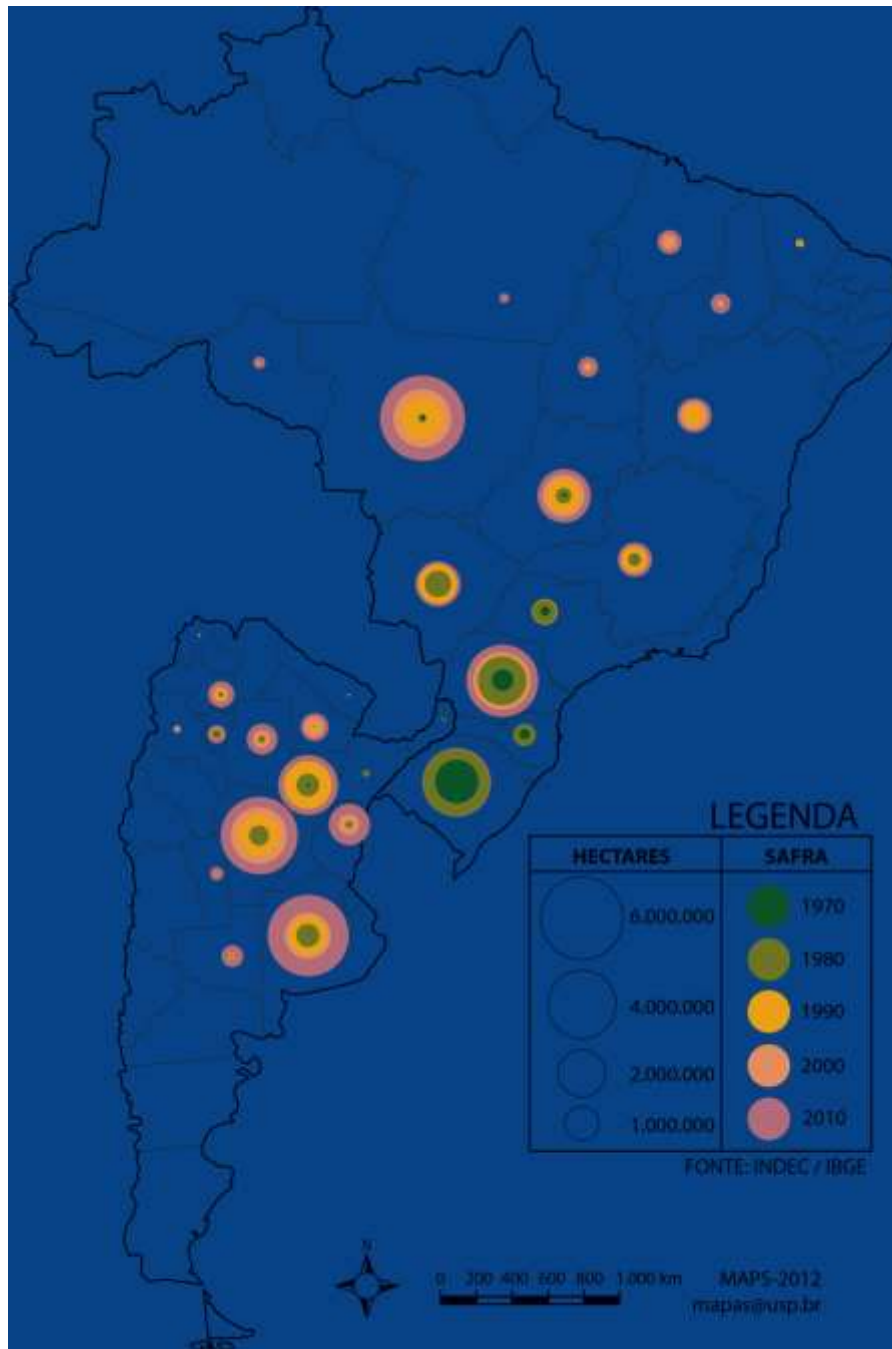 LEGENDA
HECTARES
SAFRA
6.000.000
4.000.000
2.000.000
1.000.000
1970
1980
1990
2000
2010
FONTE: INDEC / IBGE
N
0 200 400 600 800 1.000 km
MAPS-2012
mapas@usp.br